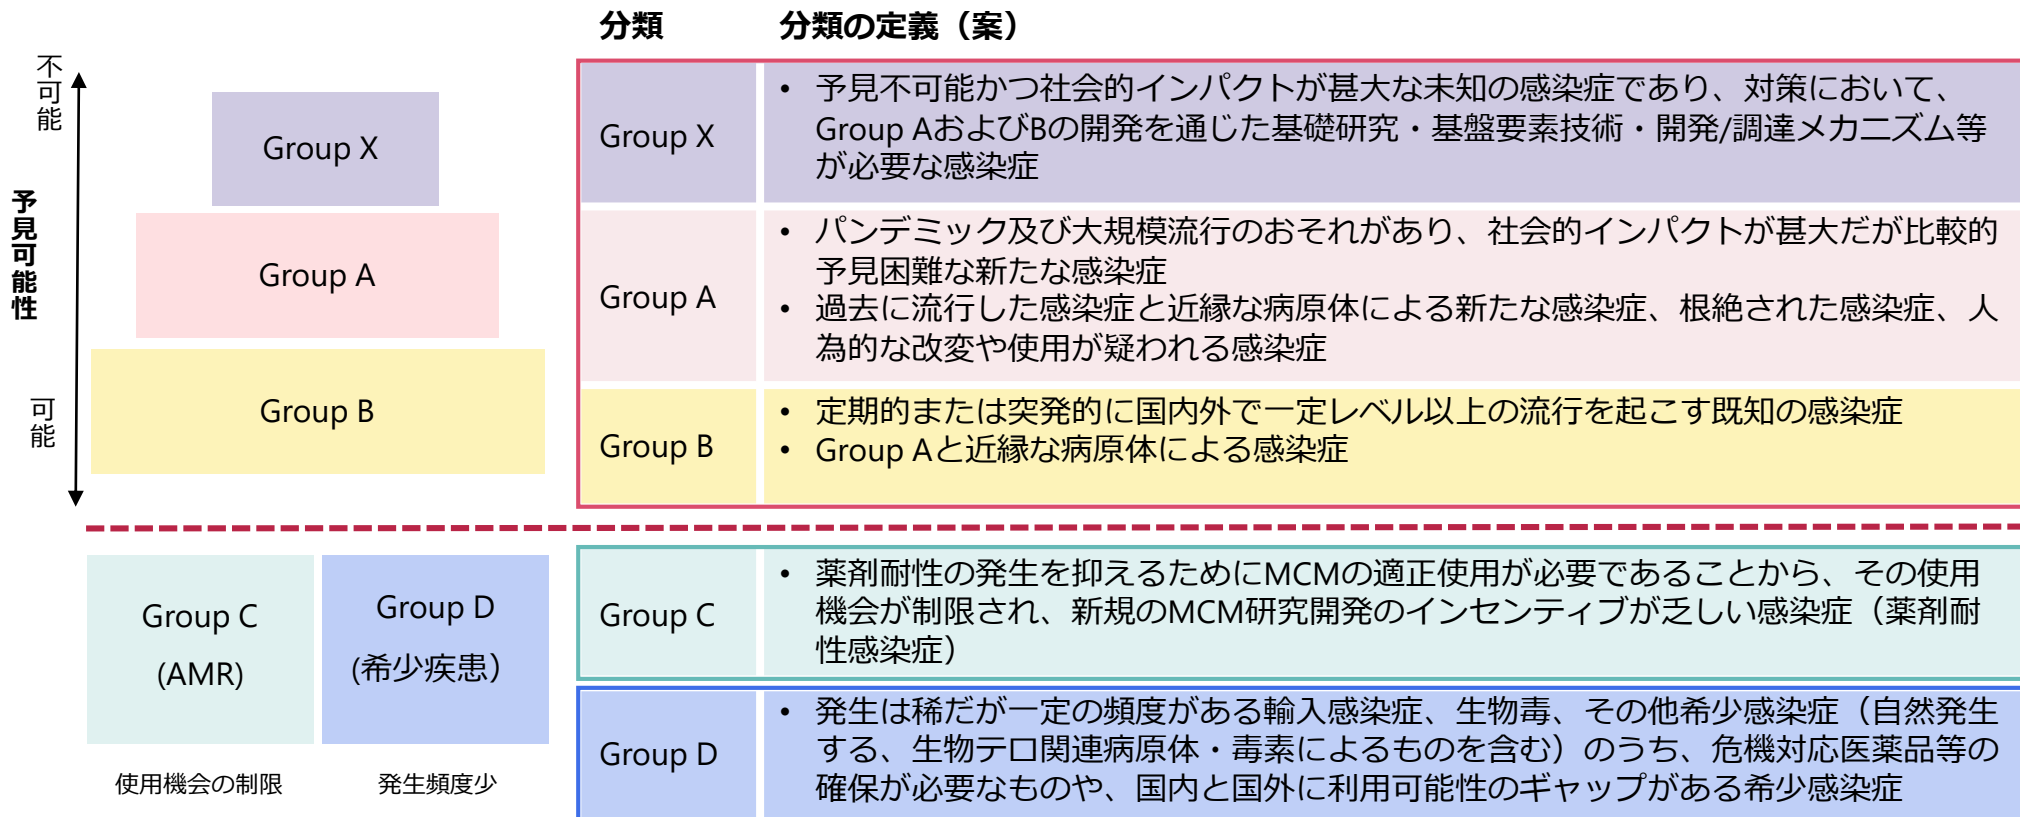 分類 分類の定義（案）
不可能
予見可能性
可能
Group X
Group A
Group B
Group X
• 予見不可能かつ社会的インパクトが甚大な未知の感染症であり、対策において、
Group AおよびBの開発を通じた基礎研究・基盤要素技術・開発/調達メカニズム等
が必要な感染症
Group A
• パンデミック及び大規模流行のおそれがあり、社会的インパクトが甚大だが比較的
予見困難な新たな感染症
• 過去に流行した感染症と近縁な病原体による新たな感染症、根絶された感染症、人
為的な改変や使用が疑われる感染症
Group B
• 定期的または突発的に国内外で一定レベル以上の流行を起こす既知の感染症
• Group Aと近縁な病原体による感染症
Group C
(AMR)
使用機会の制限
Group D
(希少疾患）
発生頻度少
Group C
• 薬剤耐性の発生を抑えるためにMCMの適正使用が必要であることから、その使用
機会が制限され、新規のMCM研究開発のインセンティブが乏しい感染症（薬剤耐
性感染症）
Group D
• 発生は稀だが一定の頻度がある輸入感染症、生物毒、その他希少感染症（自然発生
する、生物テロ関連病原体・毒素によるものを含む）のうち、危機対応医薬品等の
確保が必要なものや、国内と国外に利用可能性のギャップがある希少感染症